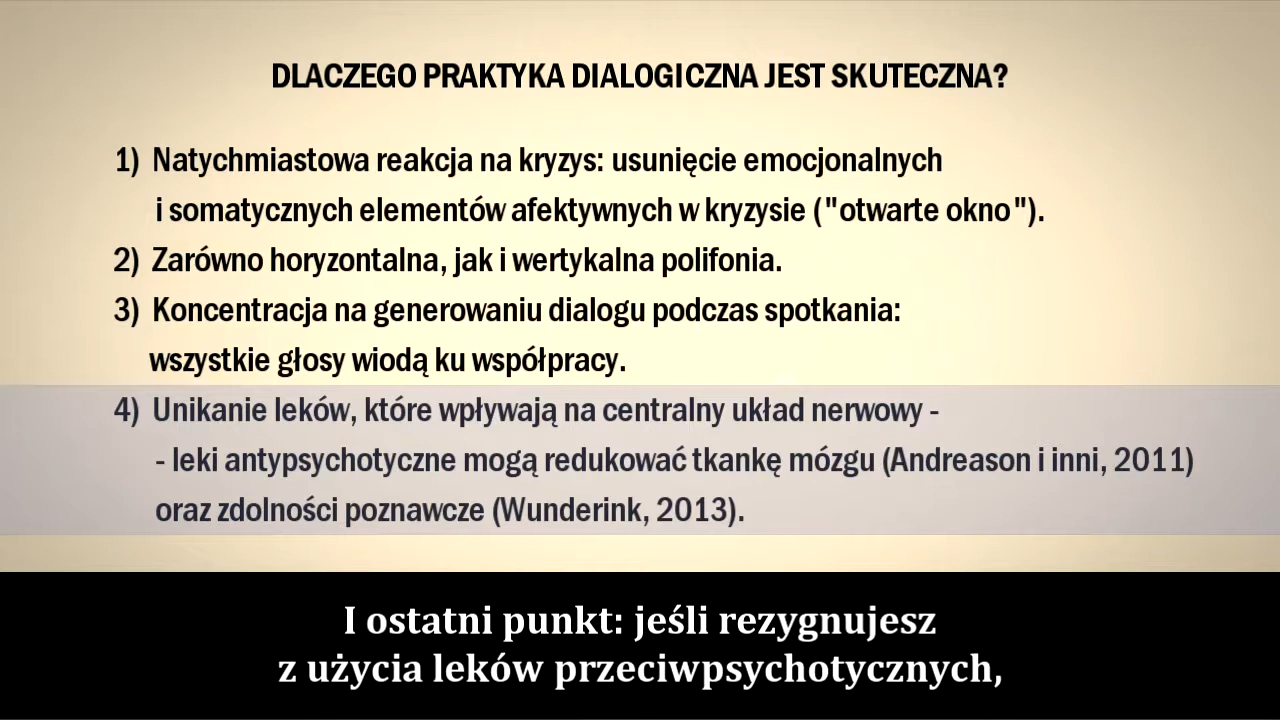 DLACZEGO PRAKTYKA DIALOGICZNA JEST SKUTECZNA?
1) Natychmiastowa reakcja na kryzys: usunięcie emocjonalnych
i somatycznych elementów afektywnych w kryzysie ("otwarte okno").
2) Zarówno horyzontalna, jak i wertykalna polifonia.
3) Koncentracja na generowaniu dialogu podczas spotkania:
wszystkie głosy wiodą ku współpracy.
4) Unikanie leków, które wpływają na centralny układ nerwowy -
- leki antypsychotyczne mogą redukować tkankę mózgu (Andreason i inni, 2011)
oraz zdolności poznawcze (Wunderink, 2013).
I ostatni punkt: jeśli rezygnujesz
z użycia leków przeciwpsychotycznych,